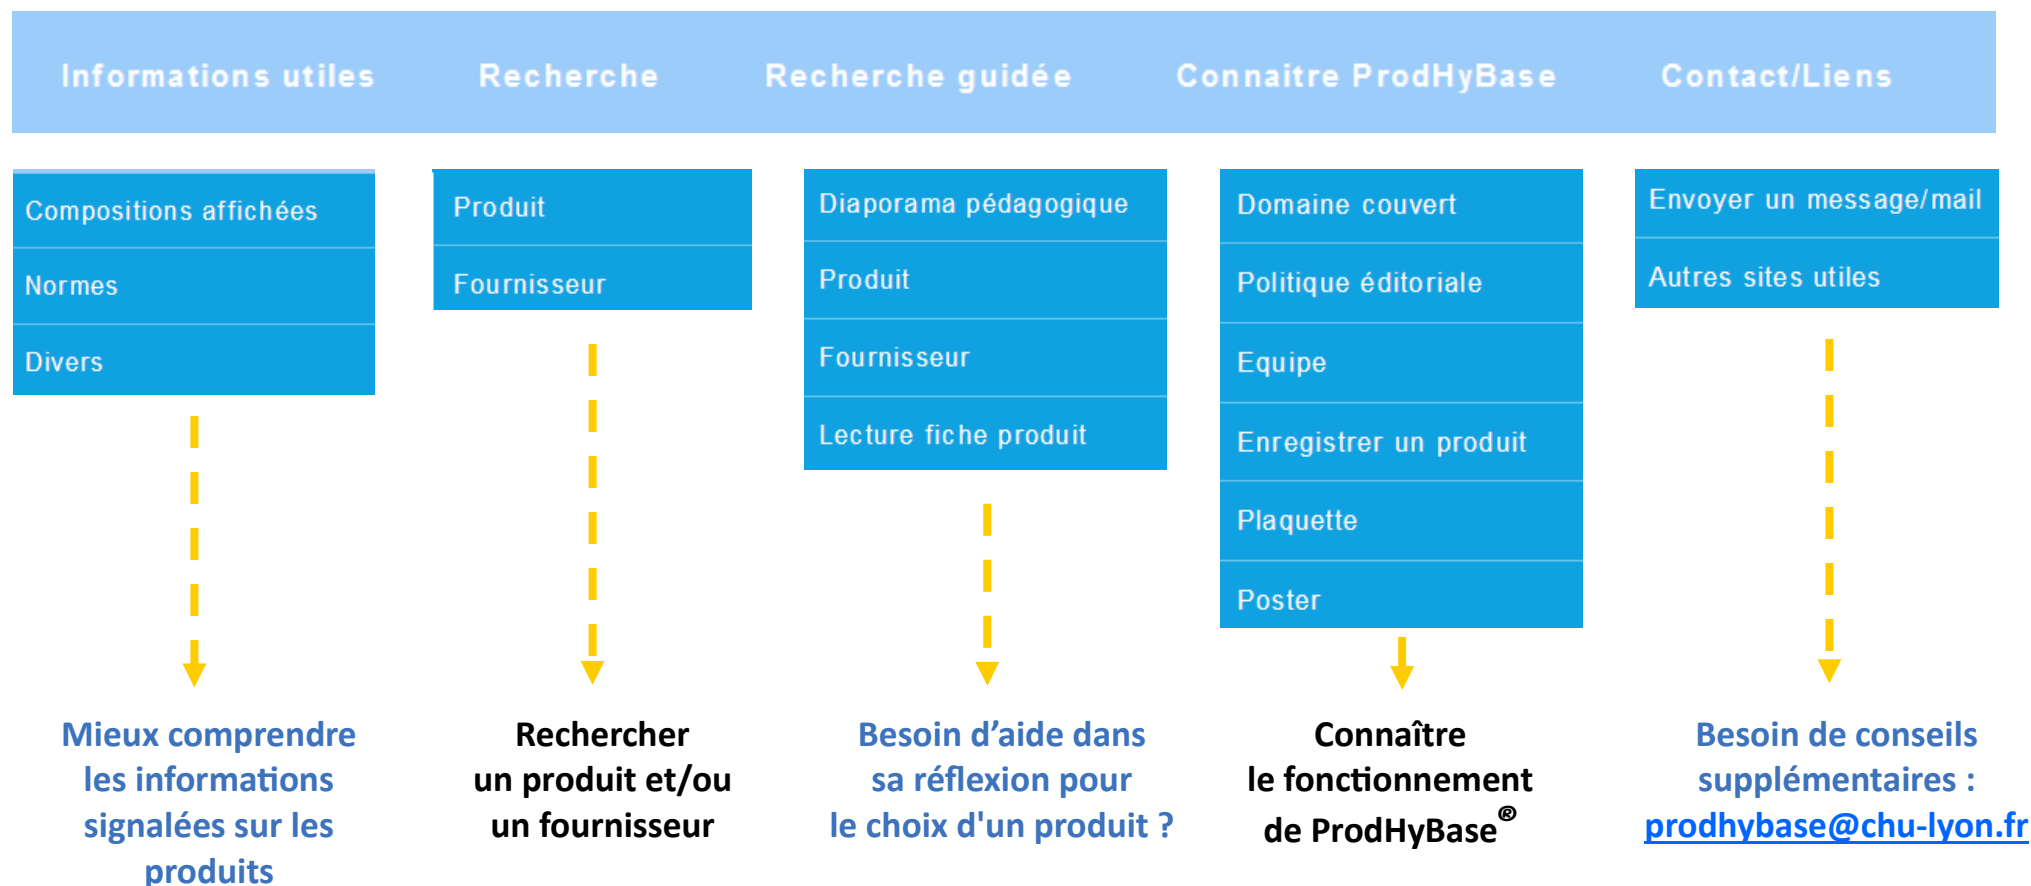 Informations utiles
Recherche
Recherche guidée
Connaitre ProdHyBase
Contact/Liens
Compositions affichées
Normes
Divers
Mieux comprendre
les informations
signalées sur les
produits
Produit
Fournisseur
Rechercher
un produit et/ou
un fournisseur
Diaporama pédagogique
Produit
Fournisseur
Lecture fiche produit
Besoin d’aide dans
sa réflexion pour
le choix d'un produit ?
Domaine couvert
Politique éditoriale
Equipe
Enregistrer un produit
Plaquette
Poster
Connaître
le fonctionnement
de ProdHyBase®
Envoyer un message/mail
Autres sites utiles
Besoin de conseils
supplémentaires :
prodhybase@chu-lyon.fr